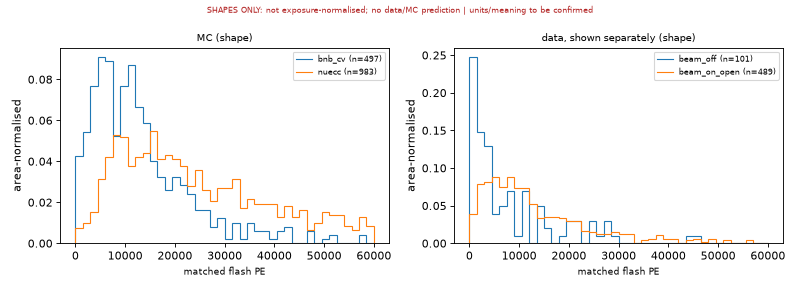 SHAPES ONLY: not exposure-normalised; no data/MC prediction | units/meaning to be confirmed
MC (shape)
bnb_cv (n=497)
nuecc (n=983)
area-normalised
0.08
0.06
0.04
0.02
0.00
0 10000 20000 30000 40000 50000 60000
matched flash PE
data, shown separately (shape)
beam_off (n=101)
beam_on_open (n=489)
area-normalised
0.25
0.20
0.15
0.10
0.05
0.00
0 10000 20000 30000 40000 50000 60000
matched flash PE